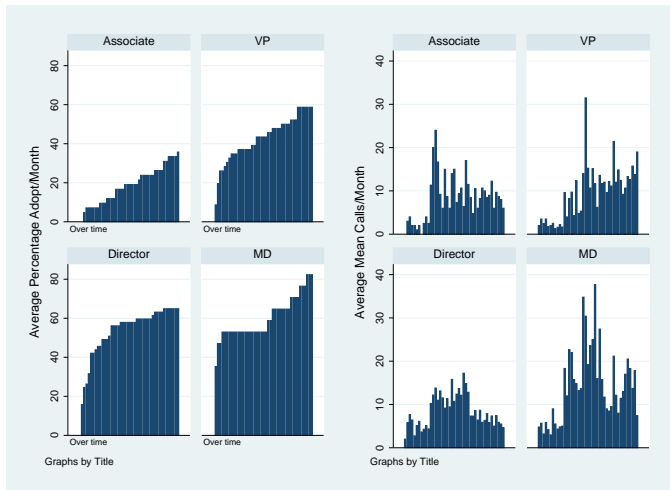 Average Percentage Adopt/Month
Associate
VP
80
60
40
20
0
Over time
Director
MD
80
60
40
20
0
Over time
Over time
Graphs by Title
Average Mean Calls/Month
Associate
VP
40
30
20
10
0
Director
MD
40
30
20
10
0
Graphs by Title